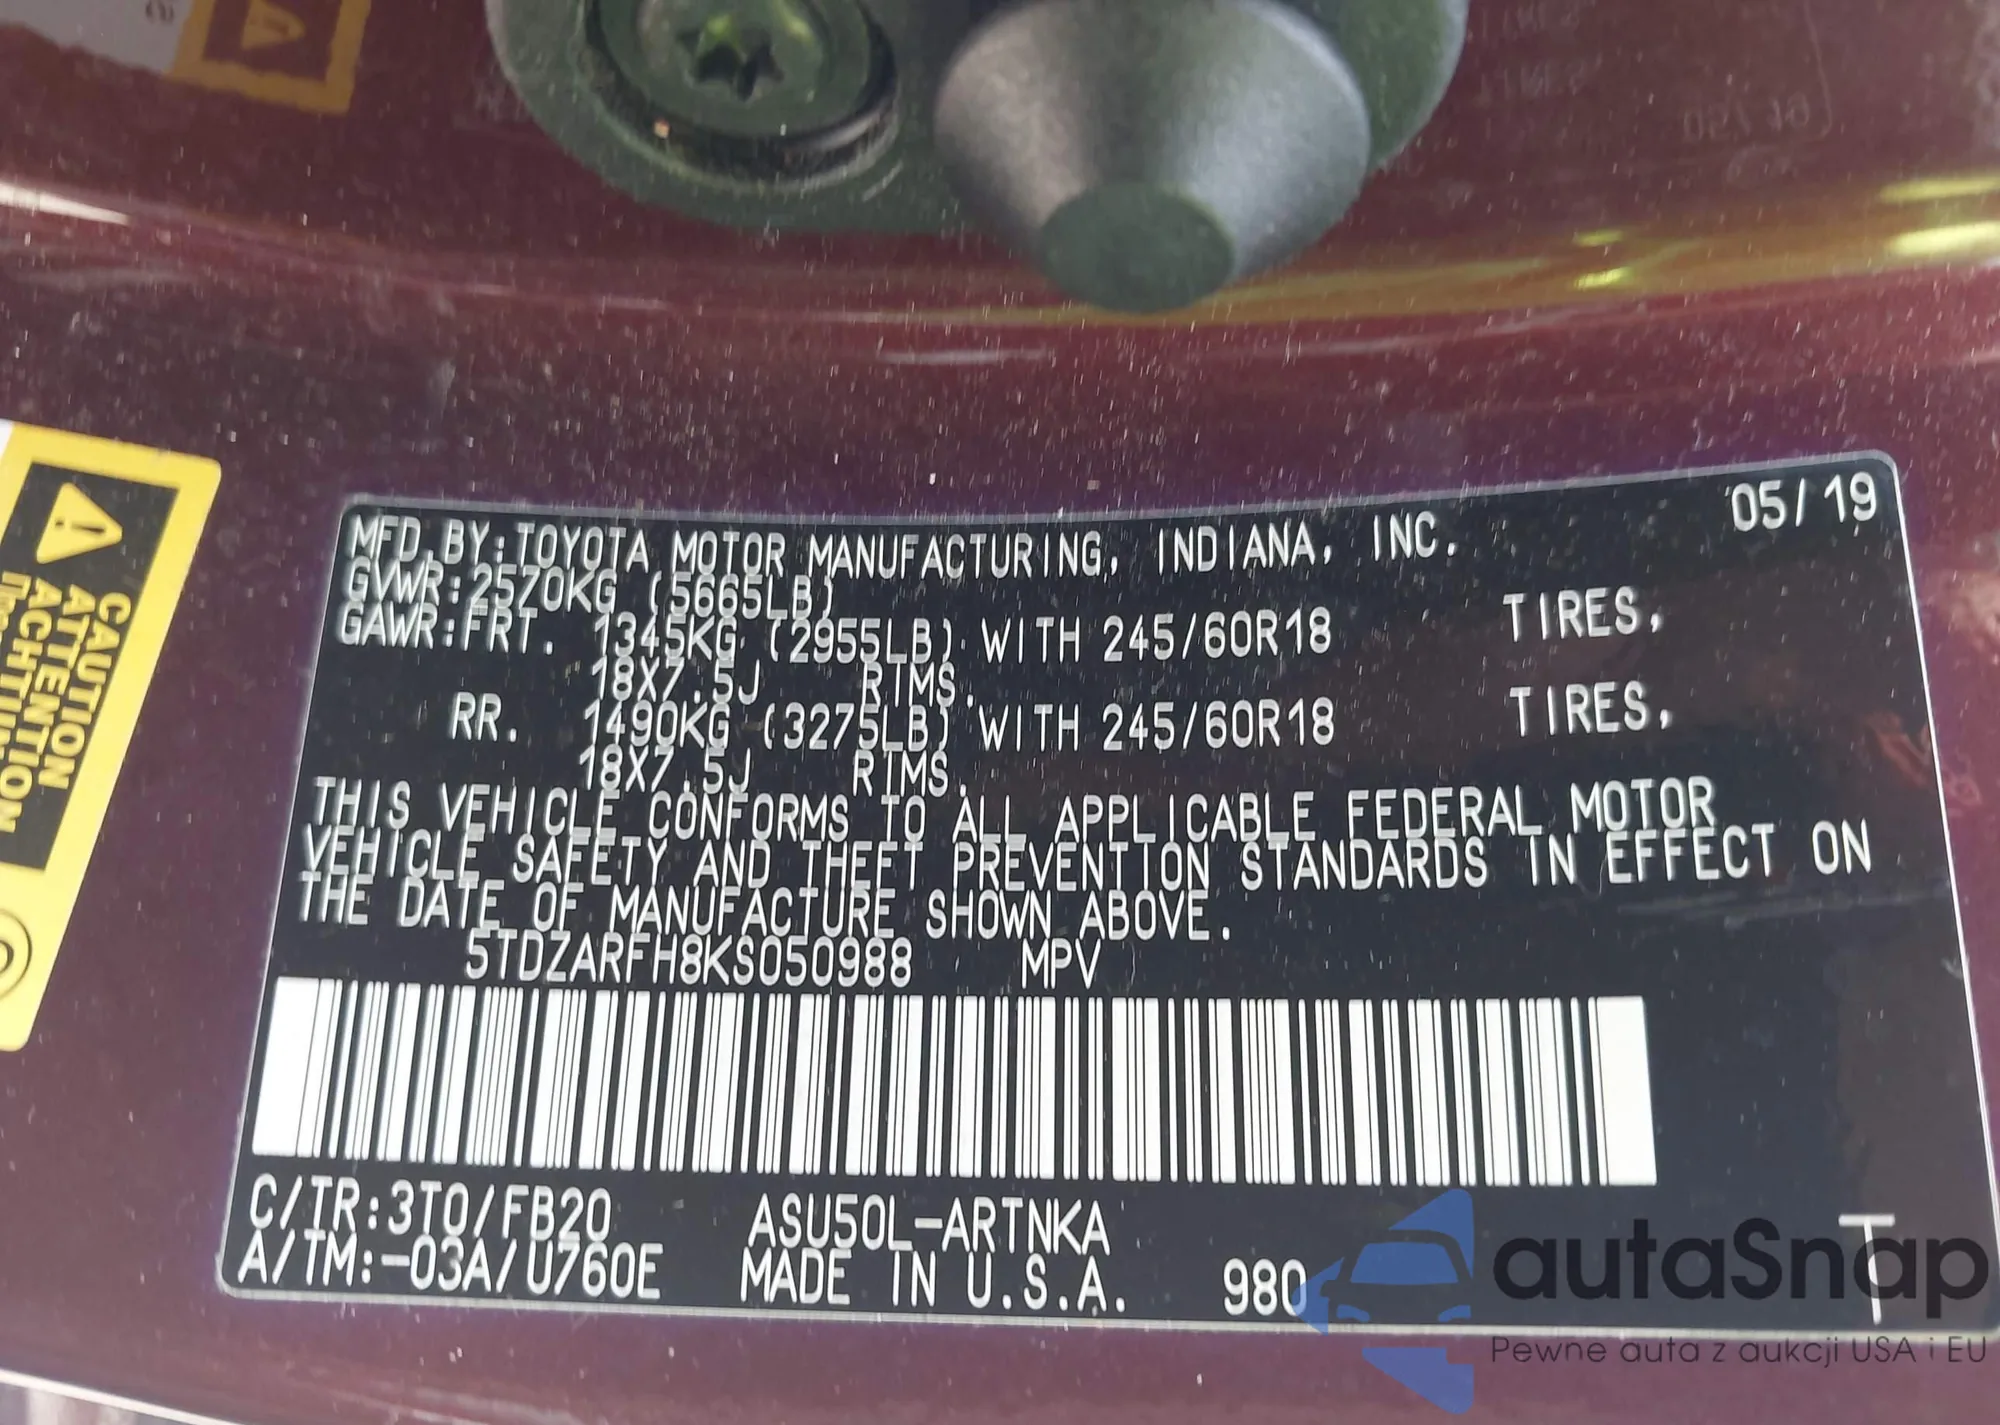 05/19
MFD.BY:TOYOTA MOTOR MANUFACTURING, INDIANA, INC.
GVWR:2570KG (5665LB)
GAWR:FRT. 1345KG (2955LB) WITH 245/60R18 TIRES,
18X7.5J RIMS.
RR. 1490KG (3275LB) WITH 245/60R18 TIRES,
18X7.5J RIMS.
THIS VEHICLE CONFORMS TO ALL APPLICABLE FEDERAL MOTOR
VEHICLE SAFETY AND THEFT PREVENTION STANDARDS IN EFFECT ON
THE DATE OF MANUFACTURE SHOWN ABOVE.
5TDZARFH8KS050988 MPV
C/TR:3T0/FB20 ASU50L-ARTNKA
A/TM:-03A/U760E MADE IN U.S.A. 980 T
CAUTION
ATTENTION
ACHTUNG
autaSnap
Pewne auta z aukcji USA i EU